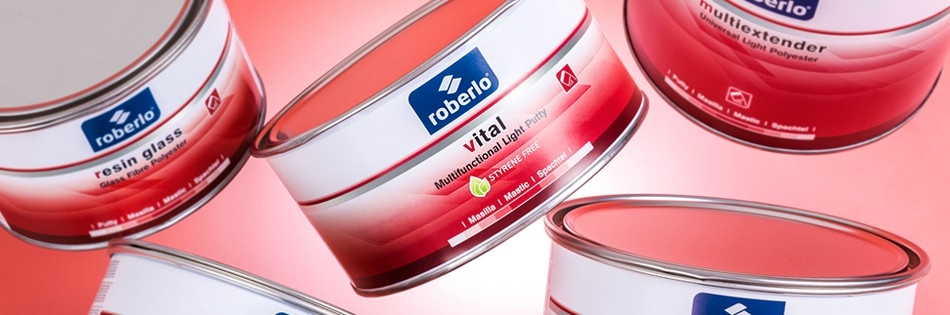 roberlo
resin glass
Glass Fibre Polyester
Putty | Masilla | Mastic | Spachtel |
roberlo®
vital
Multifunctional Light Putty
STYRENE FREE
| Masilla | Mastic | Spachtel |
roberlo
multiextender
Universal Light Polyester
| Putty | Masilla | Mastic | Spachtel |